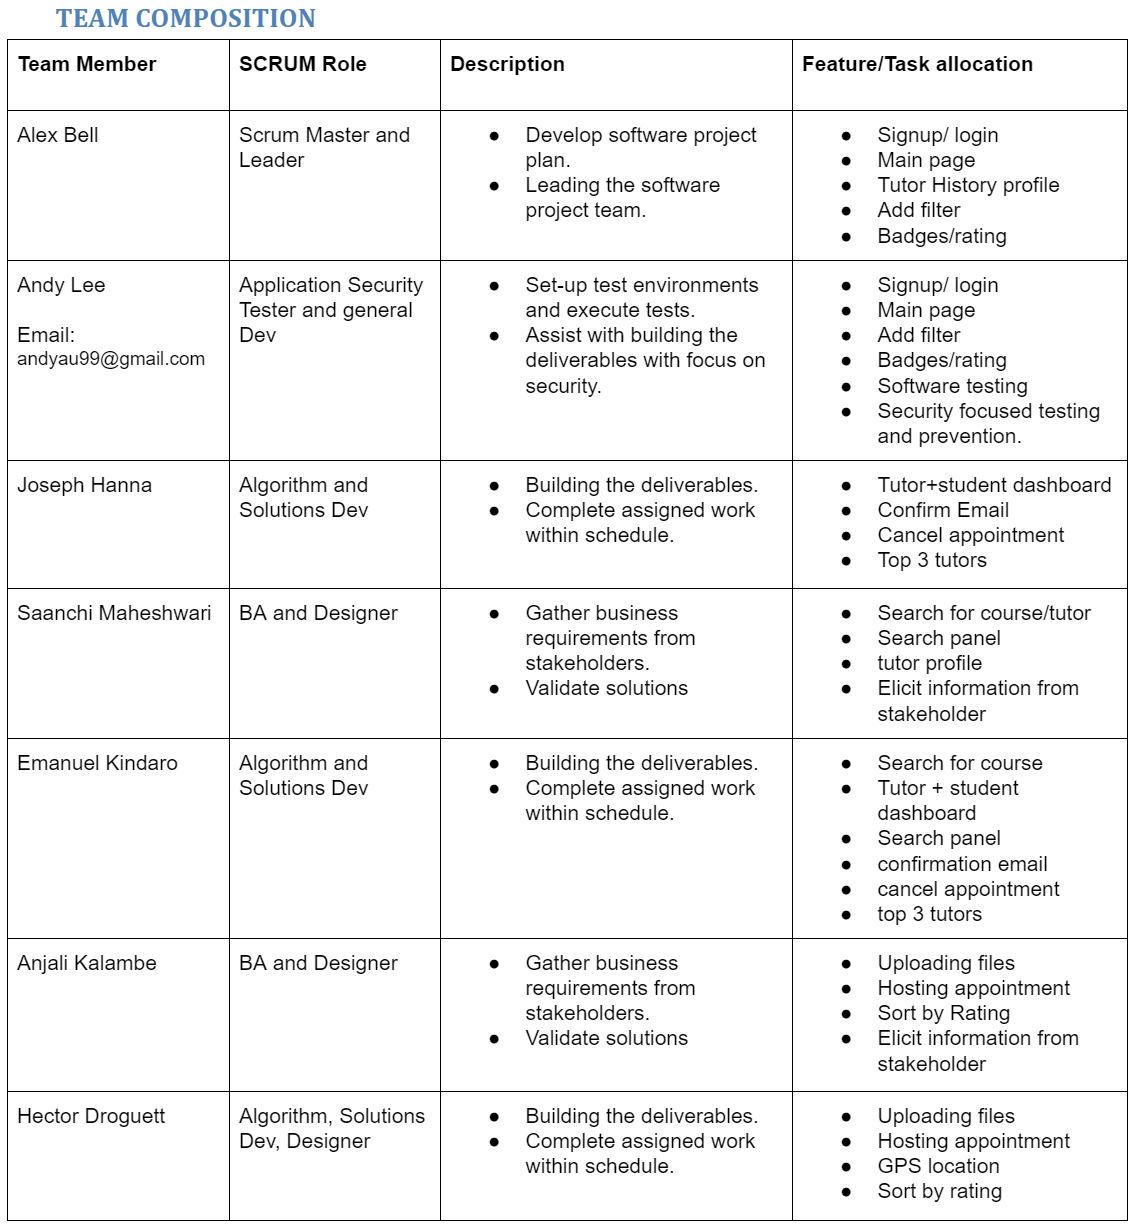 TEAM COMPOSITION
Team Member SCRUM Role Description Feature/Task allocation
Alex Bell
Scrum Master and
Leader
● Develop software project
plan.
● Leading the software
project team.
● Signup/ login
● Main page
● Tutor History profile
● Add filter
● Badges/rating
Andy Lee
Email:
andyau99@gmail.com
Application Security
Tester and general
Dev
● Set-up test environments
and execute tests.
● Assist with building the
deliverables with focus on
security.
● Signup/ login
● Main page
● Add filter
● Badges/rating
● Software testing
● Security focused testing
and prevention.
Joseph Hanna
Algorithm and
Solutions Dev
● Building the deliverables.
● Complete assigned work
within schedule.
● Tutor+student dashboard
● Confirm Email
● Cancel appointment
● Top 3 tutors
Saanchi Maheshwari
BA and Designer
● Gather business
requirements from
stakeholders.
● Validate solutions
● Search for course/tutor
● Search panel
● tutor profile
● Elicit information from
stakeholder
Emanuel Kindaro
Algorithm and
Solutions Dev
● Building the deliverables.
● Complete assigned work
within schedule.
● Search for course
● Tutor + student
dashboard
● Search panel
● confirmation email
● cancel appointment
● top 3 tutors
Anjali Kalambe
BA and Designer
● Gather business
requirements from
stakeholders.
● Validate solutions
● Uploading files
● Hosting appointment
● Sort by Rating
● Elicit information from
stakeholder
Hector Droguett
Algorithm, Solutions
Dev, Designer
● Building the deliverables.
● Complete assigned work
within schedule.
● Uploading files
● Hosting appointment
● GPS location
● Sort by rating